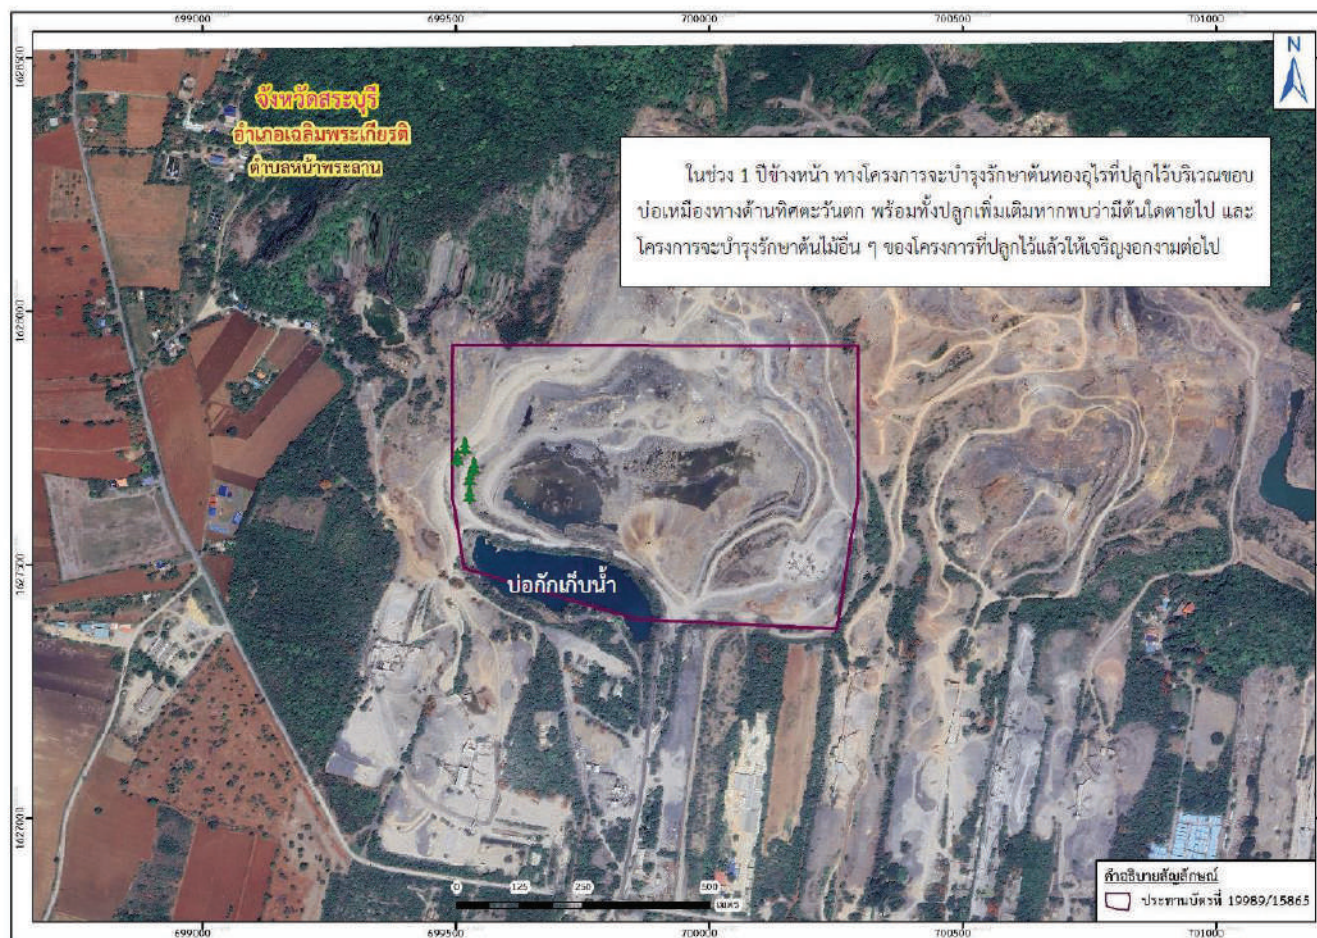 699000 699500 700000 700500 701000
N
1628500
จังหวัดสระบุรี
อำเภอเฉลิมพระเกียรติ
ตำบลหน้าพระลาน
ในช่วง 1 ปีข้างหน้า ทางโครงการจะบำรุงรักษาต้นทองอุไรที่ปลูกไว้บริเวณขอบ
บ่อเหมืองทางด้านทิศตะวันตก พร้อมทั้งปลูกเพิ่มเติมหากพบว่ามีต้นใดตายไป และ
โครงการจะบำรุงรักษาต้นไม้อื่น ๆ ของโครงการที่ปลูกไว้แล้วให้เจริญงอกงามต่อไป
1628000
1627500
บ่อกักเก็บน้ำ
1627000
0 125 250 500
เมตร
คำอธิบายสัญลักษณ์
ประทานบัตรที่ 19989/15865
699000 699500 700000 700500 701000